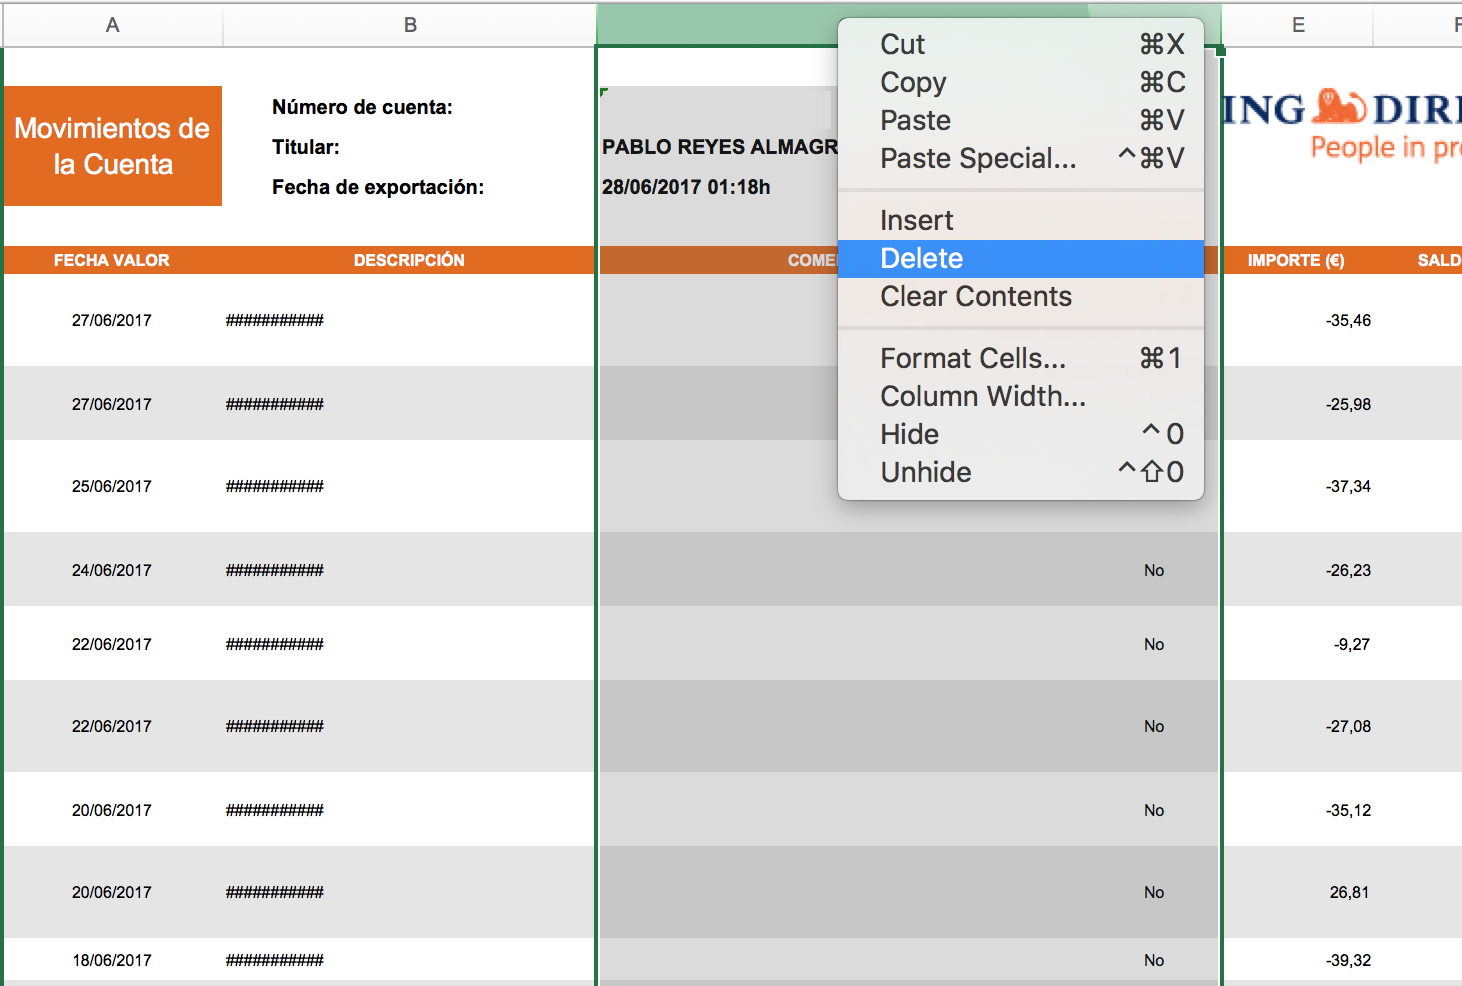 A B E F
Movimientos de
la Cuenta
Número de cuenta:
Titular: PABLO REYES ALMAGR
Fecha de exportación: 28/06/2017 01:18h
ING DIR
People in pr
Cut ⌘X
Copy ⌘C
Paste ⌘V
Paste Special... ^⌘V
Insert
Delete
Clear Contents
Format Cells... ⌘1
Column Width...
Hide ^0
Unhide ^⇧0
FECHA VALOR DESCRIPCIÓN COME IMPORTE (€) SALD
27/06/2017 ########### -35,46
27/06/2017 ########### -25,98
25/06/2017 ########### -37,34
24/06/2017 ########### No -26,23
22/06/2017 ########### No -9,27
22/06/2017 ########### No -27,08
20/06/2017 ########### No -35,12
20/06/2017 ########### No 26,81
18/06/2017 ########### No -39,32